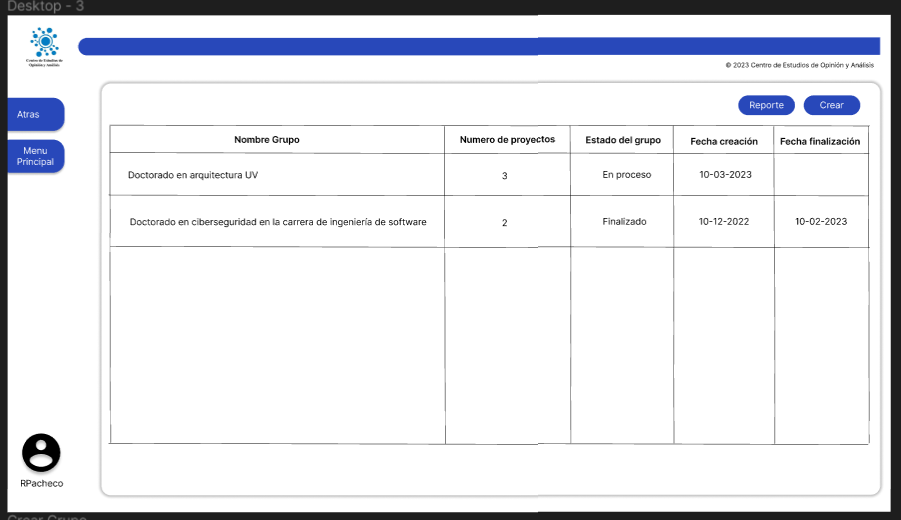 Desktop - 3
Centro de Estudios de
Opinión y Análisis
© 2023 Centro de Estudios de Opinión y Análisis
Atras
Menu
Principal
Reporte Crear
Nombre Grupo Numero de proyectos Estado del grupo Fecha creación Fecha finalización
Doctorado en arquitectura UV 3 En proceso 10-03-2023
Doctorado en ciberseguridad en la carrera de ingeniería de software 2 Finalizado 10-12-2022 10-02-2023
RPacheco
Crear Grupo